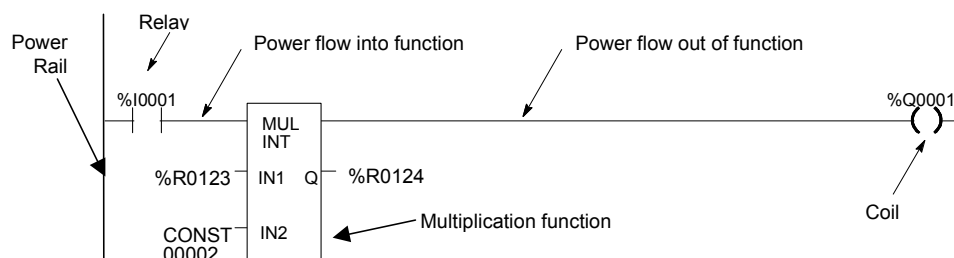 Relay
Power
Rail
Power flow into function
Power flow out of function
%I0001
%Q0001
MUL
INT
%R0123
IN1
Q
%R0124
CONST
00002
IN2
Multiplication function
Coil